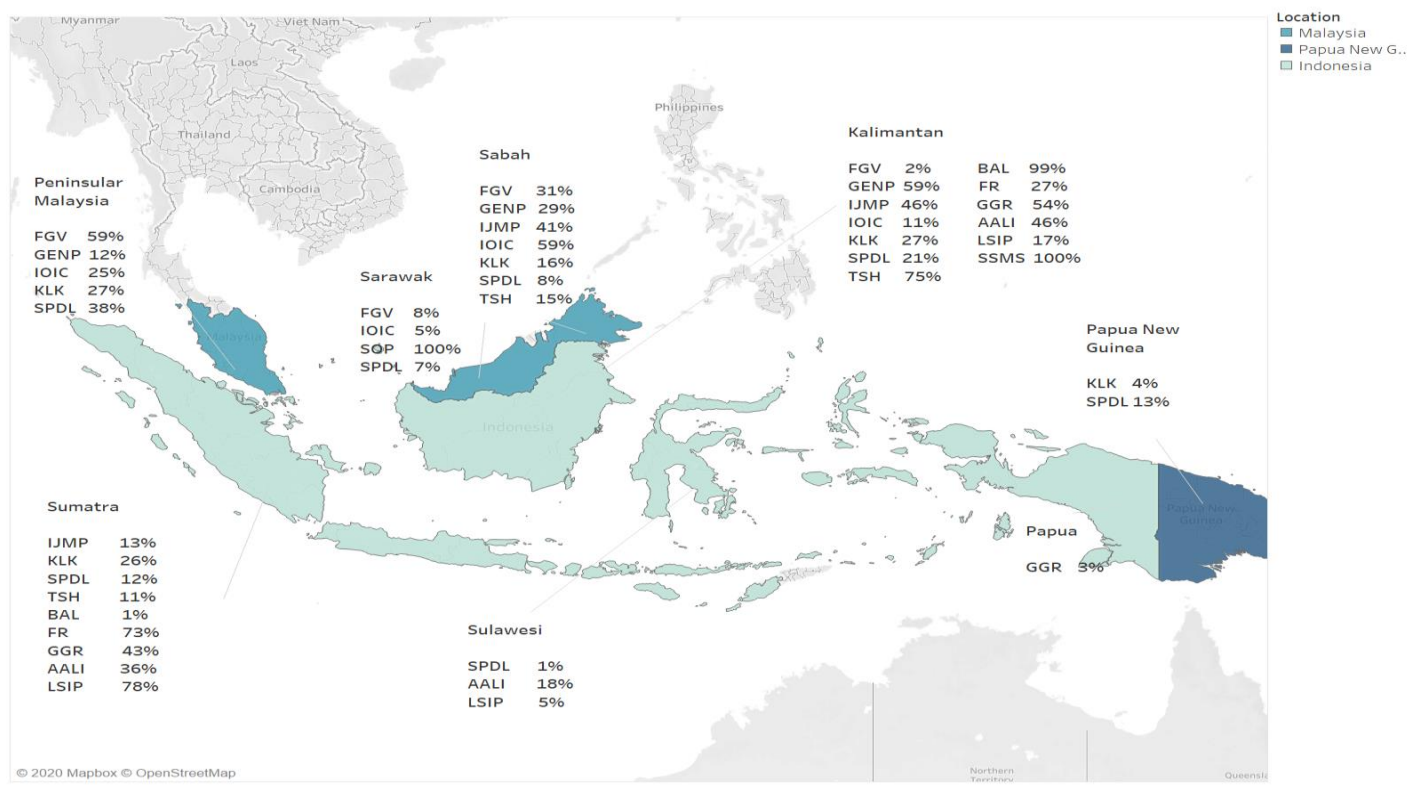 Location
Malaysia
Papua New G..
Indonesia
Myanmar
Viet Nam
Laos
Thailand
Cambodia
Philippines
Peninsular
Malaysia
FGV 59%
GENP 12%
IOIC 25%
KLK 27%
SPDL 38%
Sarawak
FGV 8%
IOIC 5%
SOP 100%
SPDL 7%
Sabah
FGV 31%
GENP 29%
IJMP 41%
IOIC 59%
KLK 16%
SPDL 8%
TSH 15%
Kalimantan
FGV 2% BAL 99%
GENP 59% FR 27%
IJMP 46% GGR 54%
IOIC 11% AALI 46%
KLK 27% LSIP 17%
SPDL 21% SSMS 100%
TSH 75%
Papua New
Guinea
KLK 4%
SPDL 13%
Malaysia
Indonesia
Papua New
Guinea
Sumatra
IJMP 13%
KLK 26%
SPDL 12%
TSH 11%
BAL 1%
FR 73%
GGR 43%
AALI 36%
LSIP 78%
Sulawesi
SPDL 1%
AALI 18%
LSIP 5%
Papua
GGR 3%
Northern
Territory
Queensla
© 2020 Mapbox © OpenStreetMap